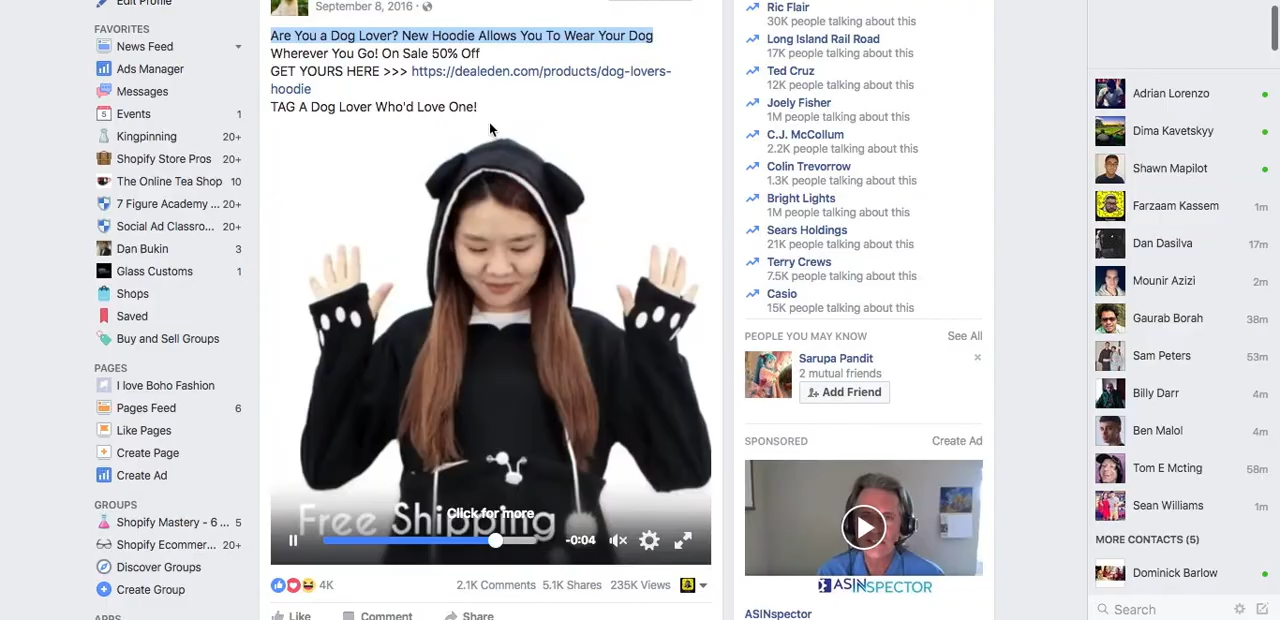 Edit Profile
FAVORITES
News Feed
Ads Manager
Messages
5 Events 1
Kingpinning 20+
Shopify Store Pros 20+
The Online Tea Shop 10
7 Figure Academy ... 20+
Social Ad Classro... 20+
Dan Bukin 3
Glass Customs 1
Shops
Saved
Buy and Sell Groups
PAGES
I love Boho Fashion
Pages Feed 6
Like Pages
Create Page
Create Ad
GROUPS
Shopify Mastery - 6 ... 5
Shopify Ecommer... 20+
Discover Groups
Create Group
APPS
September 8, 2016 ·
Are You a Dog Lover? New Hoodie Allows You To Wear Your Dog
Wherever You Go! On Sale 50% Off
GET YOURS HERE >>> https://dealeden.com/products/dog-lovers-
hoodie
TAG A Dog Lover Who'd Love One!
Click for more
Free Shipping
-0:04
4K
2.1K Comments 5.1K Shares 235K Views
Like Comment Share
Ric Flair
30K people talking about this
Long Island Rail Road
17K people talking about this
Ted Cruz
12K people talking about this
Joely Fisher
1M people talking about this
C.J. McCollum
2.2K people talking about this
Colin Trevorrow
1.3K people talking about this
Bright Lights
1M people talking about this
Sears Holdings
21K people talking about this
Terry Crews
7.5K people talking about this
Casio
15K people talking about this
PEOPLE YOU MAY KNOW See All
Sarupa Pandit
2 mutual friends
Add Friend
SPONSORED Create Ad
ASINSPECTOR
ASINspector
Adrian Lorenzo
Dima Kavetskyy
Shawn Mapilot
Farzaam Kassem 1m
Dan Dasilva 17m
Mounir Azizi 2m
Gaurab Borah 38m
Sam Peters 53m
Billy Darr 4m
Ben Malol 4m
Tom E Mcting 58m
Sean Williams 1m
MORE CONTACTS (5)
Dominick Barlow
Search